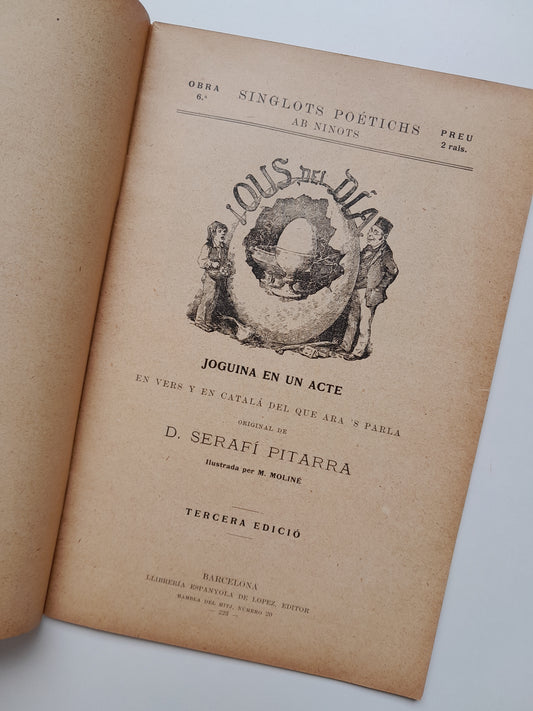 OBRA
6.ª
SINGLOTS POÉTICHS
AB NINOTS
PREU
2 rals.
¡OUS DEL DÍA!
JOGUINA EN UN ACTE
EN VERS Y EN CATALÁ DEL QUE ARA 'S PARLA
ORIGINAL DE
D. SERAFÍ PITARRA
Ilustrada per M. MOLINÉ
TERCERA EDICIÓ
BARCELONA
LLIBRERÍA ESPANYOLA DE LOPEZ, EDITOR
RAMBLA DEL MITJ, NÚMERO 20
— 223 —